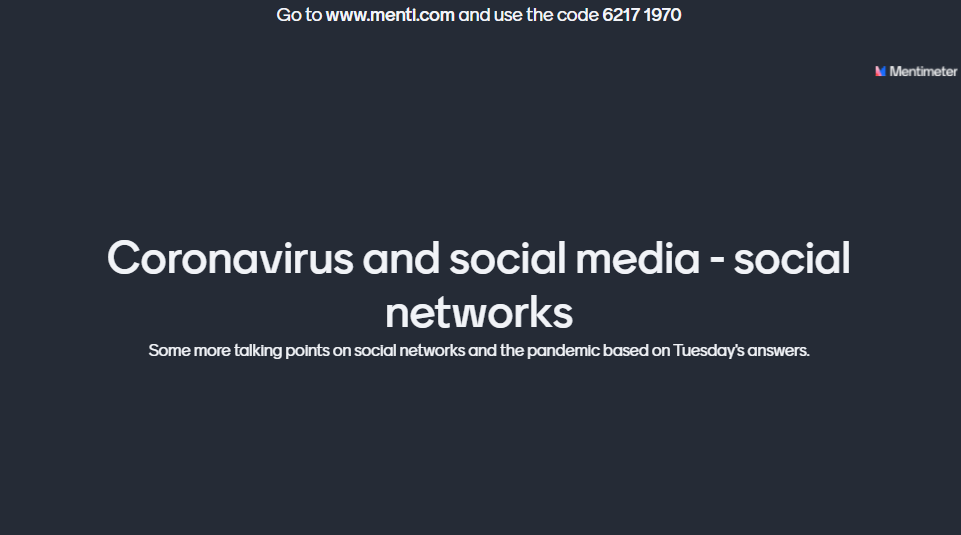 Go to www.menti.com and use the code 6217 1970
Mentimeter
Coronavirus and social media - social
networks
Some more talking points on social networks and the pandemic based on Tuesday's answers.